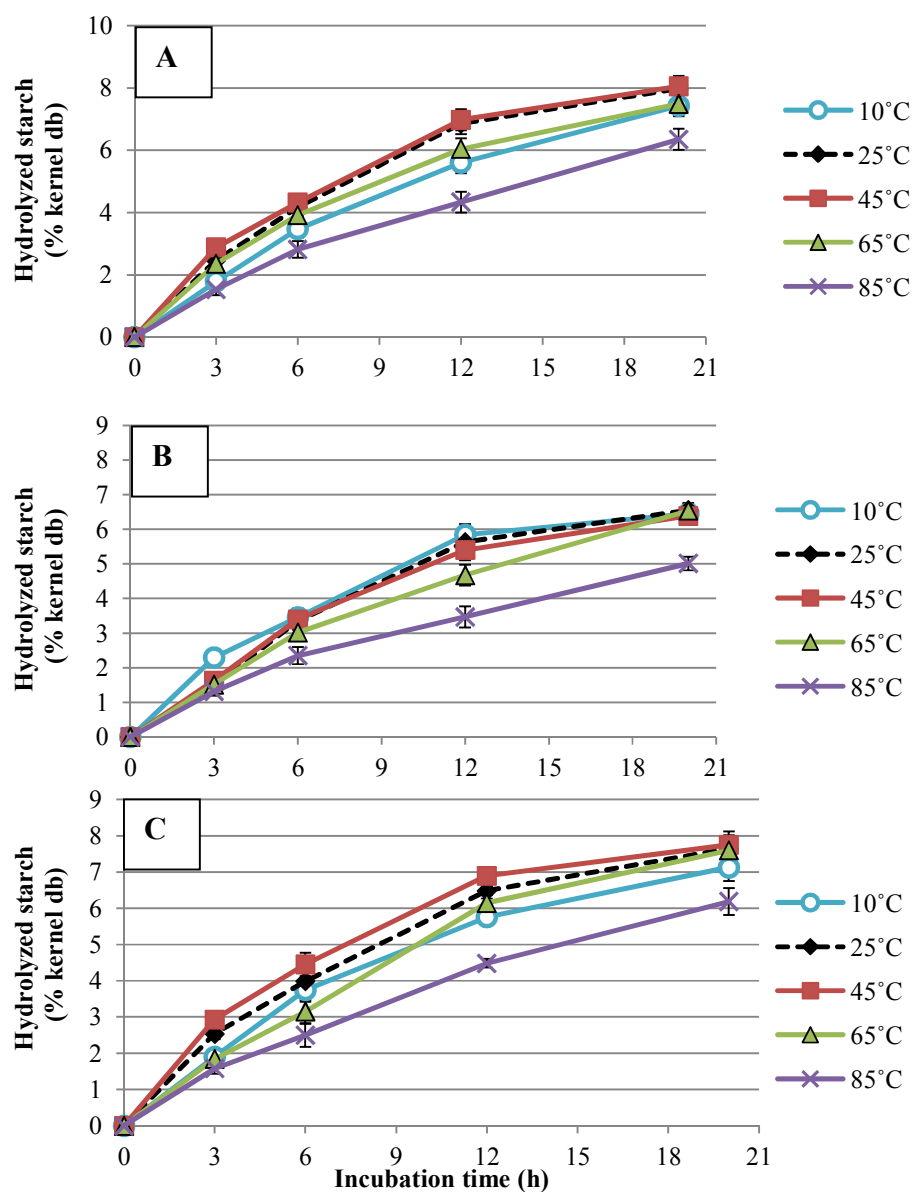 A
Hydrolyzed starch
(% kernel db)
10
8
6
4
2
0
0 3 6 9 12 15 18 21
10˚C
25˚C
45˚C
65˚C
85˚C
B
Hydrolyzed starch
(% kernel db)
9
8
7
6
5
4
3
2
1
0
0 3 6 9 12 15 18 21
10˚C
25˚C
45˚C
65˚C
85˚C
C
Hydrolyzed starch
(% kernel db)
9
8
7
6
5
4
3
2
1
0
0 3 6 9 12 15 18 21
Incubation time (h)
10˚C
25˚C
45˚C
65˚C
85˚C